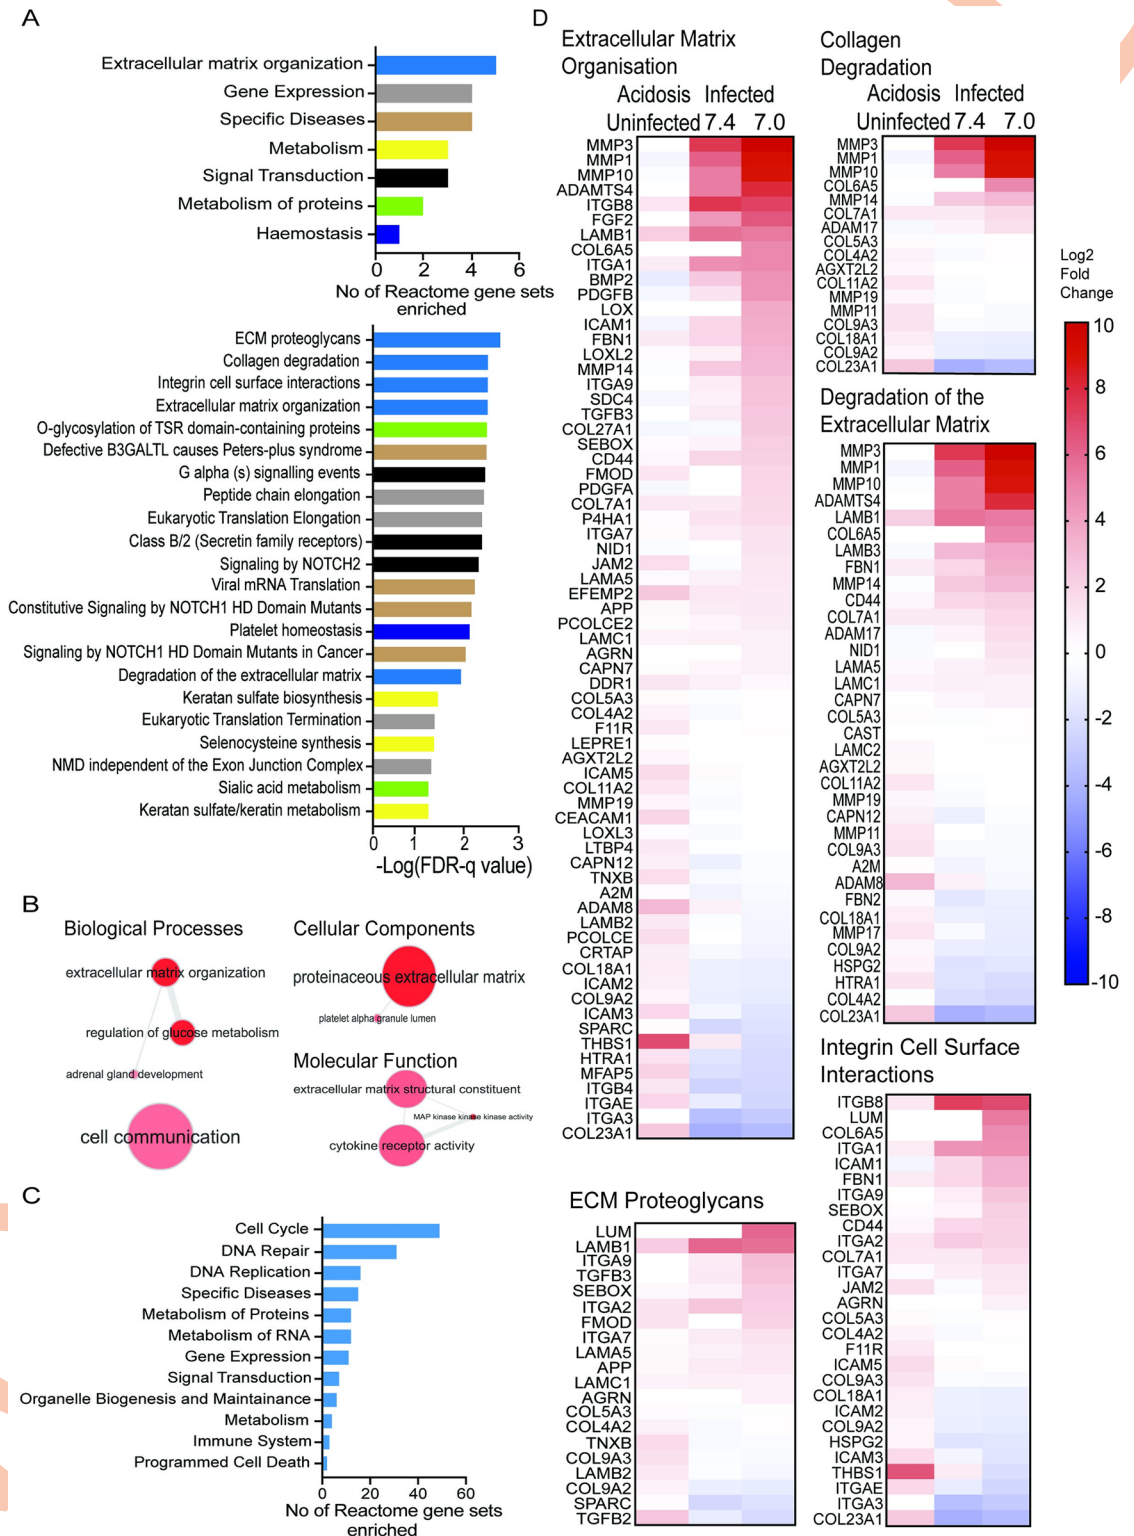 A
Extracellular matrix organization
Gene Expression
Specific Diseases
Metabolism
Signal Transduction
Metabolism of proteins
Haemostasis
0 2 4 6
No of Reactome gene sets
enriched
ECM proteoglycans
Collagen degradation
Integrin cell surface interactions
Extracellular matrix organization
O-glycosylation of TSR domain-containing proteins
Defective B3GALTL causes Peters-plus syndrome
G alpha (s) signalling events
Peptide chain elongation
Eukaryotic Translation Elongation
Class B/2 (Secretin family receptors)
Signaling by NOTCH2
Viral mRNA Translation
Constitutive Signaling by NOTCH1 HD Domain Mutants
Platelet homeostasis
Signaling by NOTCH1 HD Domain Mutants in Cancer
Degradation of the extracellular matrix
Keratan sulfate biosynthesis
Eukaryotic Translation Termination
Selenocysteine synthesis
NMD independent of the Exon Junction Complex
Sialic acid metabolism
Keratan sulfate/keratin metabolism
0 1 2 3
-Log(FDR-q value)
B
Biological Processes
extracellular matrix organization
regulation of glucose metabolism
adrenal gland development
cell communication
Cellular Components
proteinaceous extracellular matrix
platelet alpha granule lumen
Molecular Function
extracellular matrix structural constituent
MAP kinase kinase kinase activity
cytokine receptor activity
C
Cell Cycle
DNA Repair
DNA Replication
Specific Diseases
Metabolism of Proteins
Metabolism of RNA
Gene Expression
Signal Transduction
Organelle Biogenesis and Maintainance
Metabolism
Immune System
Programmed Cell Death
0 20 40 60
No of Reactome gene sets
enriched
D
Extracellular Matrix
Organisation
Acidosis Infected
Uninfected 7.4 7.0
MMP3
MMP1
MMP10
ADAMTS4
ITGB8
FGF2
LAMB1
COL6A5
ITGA1
BMP2
PDGFB
LOX
ICAM1
FBN1
LOXL2
MMP14
ITGA9
SDC4
TGFB3
COL27A1
SEBOX
CD44
FMOD
PDGFA
COL7A1
P4HA1
ITGA7
NID1
JAM2
LAMA5
EFEMP2
APP
PCOLCE2
LAMC1
AGRN
CAPN7
DDR1
COL5A3
COL4A2
F11R
LEPRE1
AGXT2L2
ICAM5
COL11A2
MMP19
CEACAM1
LOXL3
LTBP4
CAPN12
TNXB
A2M
ADAM8
LAMB2
PCOLCE
CRTAP
COL18A1
ICAM2
COL9A2
ICAM3
SPARC
THBS1
HTRA1
MFAP5
ITGB4
ITGAE
ITGA3
COL23A1
ECM Proteoglycans
LUM
LAMB1
ITGA9
TGFB3
SEBOX
ITGA2
FMOD
ITGA7
LAMA5
APP
LAMC1
AGRN
COL5A3
COL4A2
TNXB
COL9A3
LAMB2
COL9A2
SPARC
TGFB2
Collagen
Degradation
Acidosis Infected
Uninfected 7.4 7.0
MMP3
MMP1
MMP10
COL6A5
MMP14
COL7A1
ADAM17
COL5A3
COL4A2
AGXT2L2
COL11A2
MMP19
MMP11
COL9A3
COL18A1
COL9A2
COL23A1
Degradation of the
Extracellular Matrix
MMP3
MMP1
MMP10
ADAMTS4
LAMB1
COL6A5
LAMB3
FBN1
MMP14
CD44
COL7A1
ADAM17
NID1
LAMA5
LAMC1
CAPN7
COL5A3
CAST
LAMC2
AGXT2L2
COL11A2
MMP19
CAPN12
MMP11
COL9A3
A2M
ADAM8
FBN2
COL18A1
MMP17
COL9A2
HSPG2
HTRA1
COL4A2
COL23A1
Integrin Cell Surface
Interactions
ITGB8
LUM
COL6A5
ITGA1
ICAM1
FBN1
ITGA9
SEBOX
CD44
ITGA2
COL7A1
ITGA7
JAM2
AGRN
COL5A3
COL4A2
F11R
ICAM5
COL9A3
COL18A1
ICAM2
COL9A2
HSPG2
ICAM3
THBS1
ITGAE
ITGA3
COL23A1
Log2
Fold
Change
10
8
6
4
2
0
-2
-4
-6
-8
-10